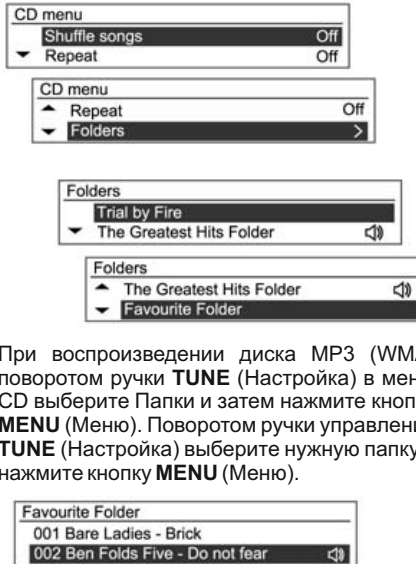 CD menu
Shuffle songs Off
Repeat Off
CD menu
Repeat Off
Folders >
Folders
Trial by Fire
The Greatest Hits Folder
Folders
The Greatest Hits Folder
Favourite Folder
При воспроизведении диска MP3 (WMA
поворотом ручки TUNE (Настройка) в мен
CD выберите Папки и затем нажмите кноп
MENU (Меню). Поворотом ручки управлени
TUNE (Настройка) выберите нужную папку
нажмите кнопку MENU (Меню).
Favourite Folder
001 Bare Ladies - Brick
002 Ben Folds Five - Do not fear